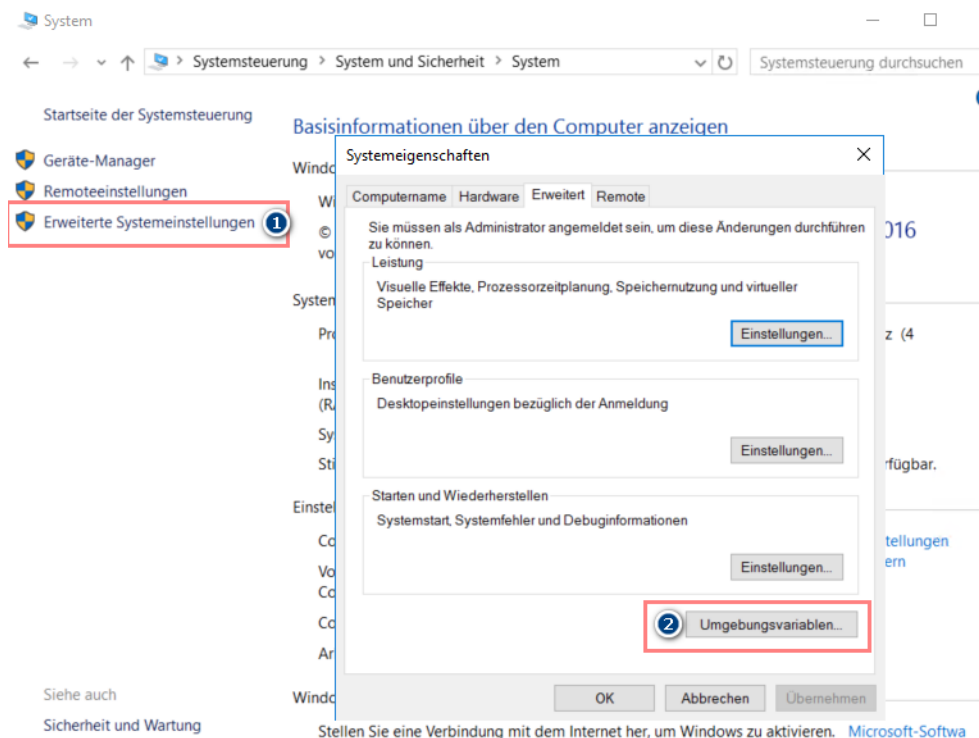 System
Systemsteuerung > System und Sicherheit > System
Systemsteuerung durchsuchen
Startseite der Systemsteuerung
Geräte-Manager
Remoteeinstellungen
Erweiterte Systemeinstellungen 1
Basisinformationen über den Computer anzeigen
Systemeigenschaften
Computername Hardware Erweitert Remote
Sie müssen als Administrator angemeldet sein, um diese Änderungen durchführen
zu können.
Leistung
Visuelle Effekte, Prozessorzeitplanung, Speichernutzung und virtueller
Speicher
Einstellungen...
Benutzerprofile
Desktopeinstellungen bezüglich der Anmeldung
Einstellungen...
Starten und Wiederherstellen
Systemstart, Systemfehler und Debuginformationen
Einstellungen...
2 Umgebungsvariablen...
OK Abbrechen Übernehmen
016
z (4
rfügbar.
tellungen
ern
Siehe auch
Sicherheit und Wartung
Stellen Sie eine Verbindung mit dem Internet her, um Windows zu aktivieren. Microsoft-Softwa